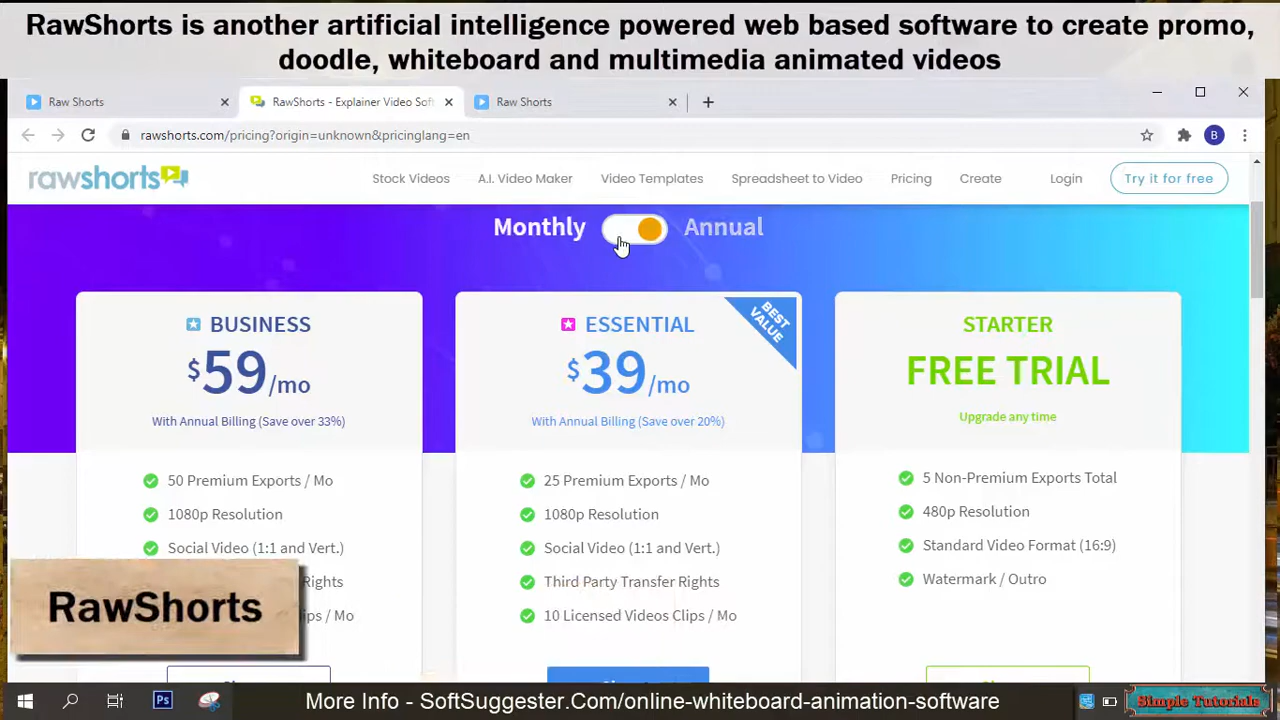 RawShorts is another artificial intelligence powered web based software to create promo,
doodle, whiteboard and multimedia animated videos
Raw Shorts
RawShorts - Explainer Video Soft
Raw Shorts
rawshorts.com/pricing?origin=unknown&pricinglang=en
rawshorts
Stock Videos
A.I. Video Maker
Video Templates
Spreadsheet to Video
Pricing
Create
Login
Try it for free
Monthly
Annual
BUSINESS
$59/mo
With Annual Billing (Save over 33%)
50 Premium Exports / Mo
1080p Resolution
Social Video (1:1 and Vert.)
Rights
ips / Mo
ESSENTIAL
BEST
VALUE
$39/mo
With Annual Billing (Save over 20%)
25 Premium Exports / Mo
1080p Resolution
Social Video (1:1 and Vert.)
Third Party Transfer Rights
10 Licensed Videos Clips / Mo
STARTER
FREE TRIAL
Upgrade any time
5 Non-Premium Exports Total
480p Resolution
Standard Video Format (16:9)
Watermark / Outro
RawShorts
Ps
More Info - SoftSuggester.Com/online-whiteboard-animation-software
Simple Tutorials